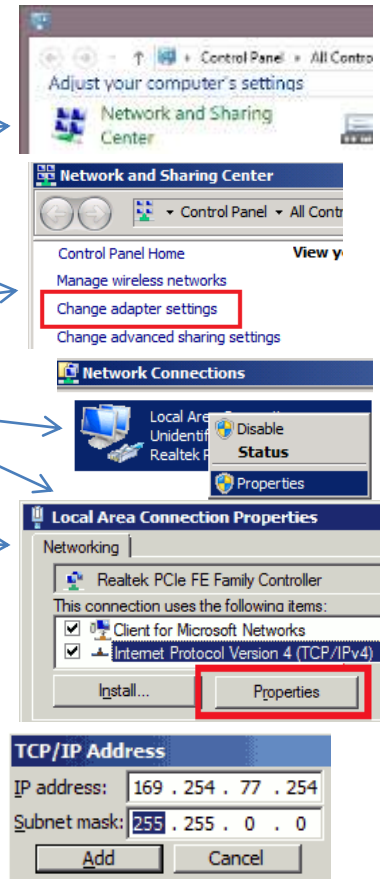 Control Panel All Contro
Adjust your computer's settings
Network and Sharing
Center
Network and Sharing Center
Control Panel All Contr
Control Panel Home View y
Manage wireless networks
Change adapter settings
Change advanced sharing settings
Network Connections
Local Are
Unidentif Disable
Realtek P Status
Properties
Local Area Connection Properties
Networking
Realtek PCIe FE Family Controller
This connection uses the following items:
Client for Microsoft Networks
Internet Protocol Version 4 (TCP/IPv4)
Install... Properties
TCP/IP Address
IP address: 169 . 254 . 77 . 254
Subnet mask: 255 . 255 . 0 . 0
Add Cancel